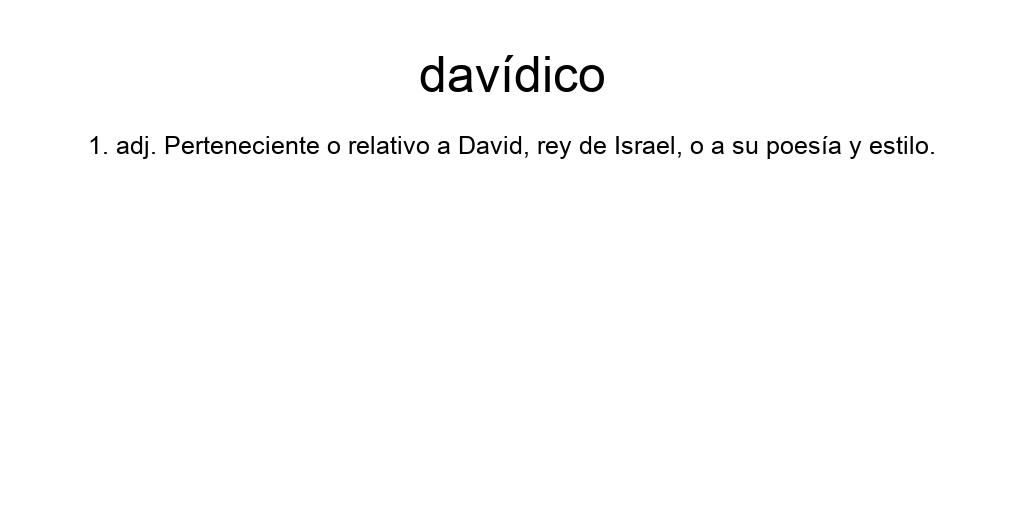 davídico
1. adj. Perteneciente o relativo a David, rey de Israel, o a su poesía y estilo.